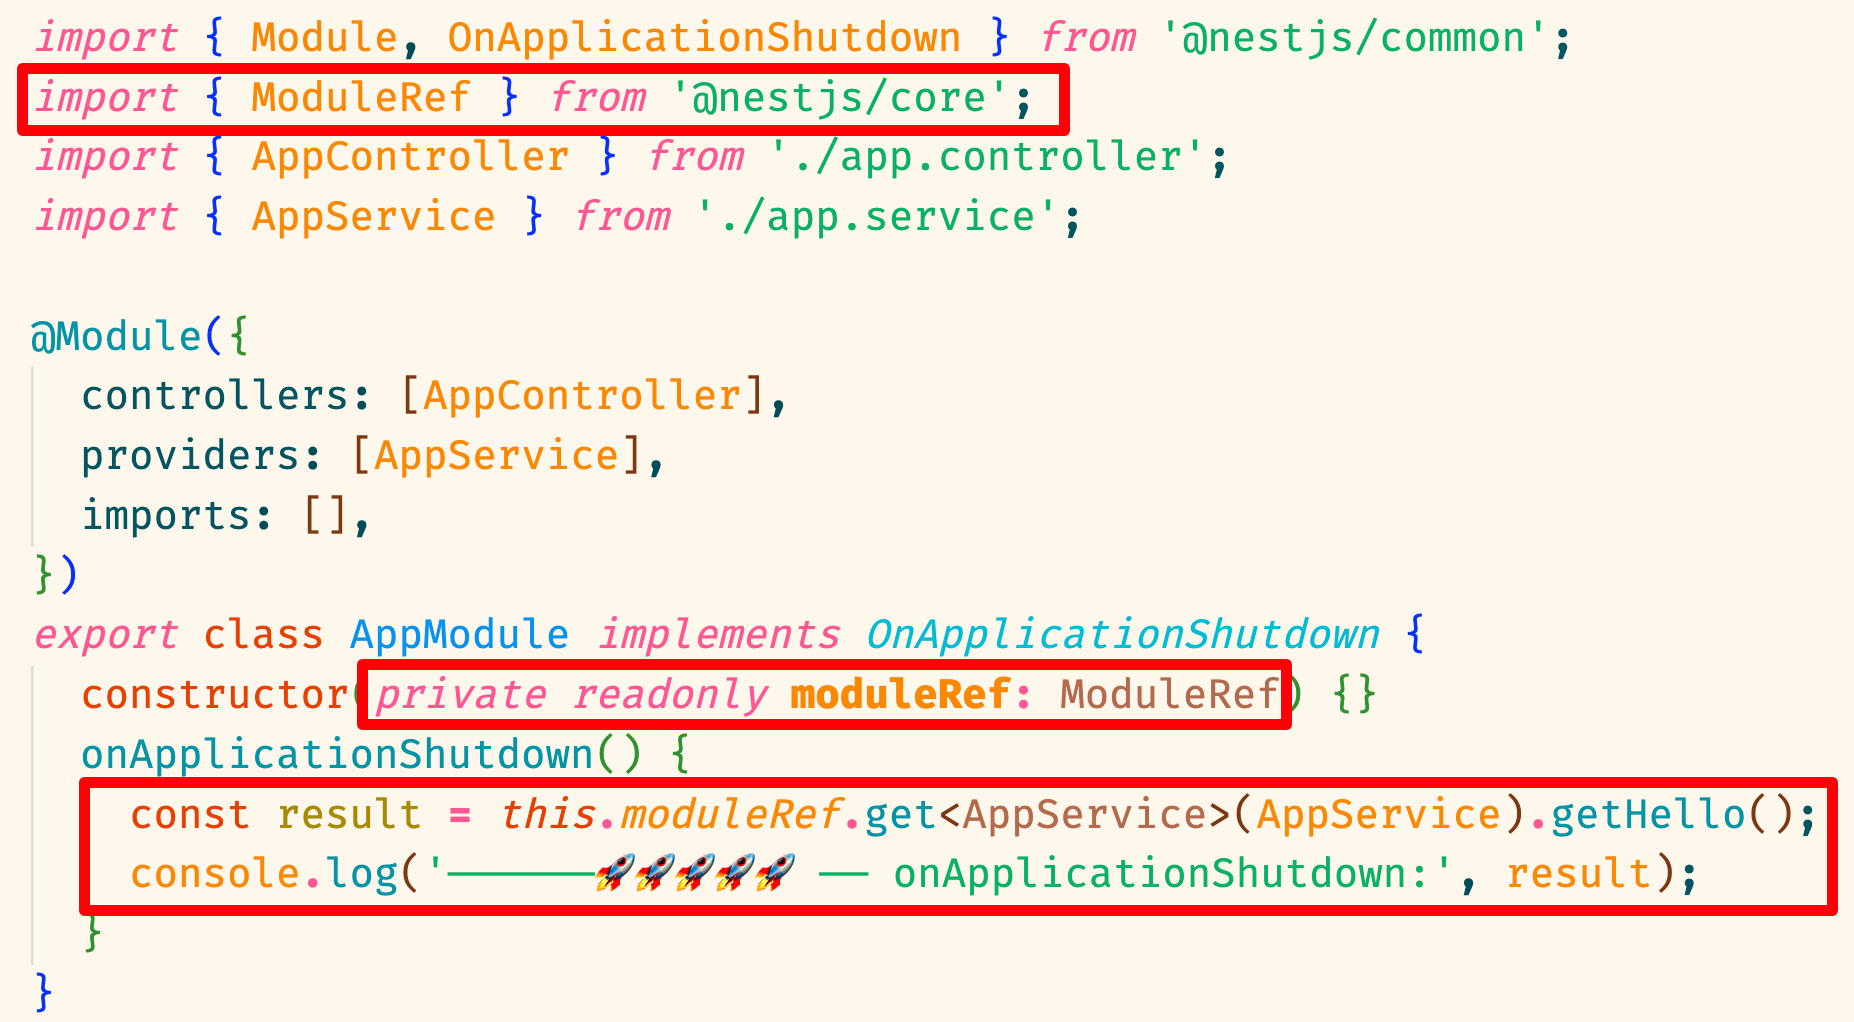 import { Module, OnApplicationShutdown } from '@nestjs/common';
import { ModuleRef } from '@nestjs/core';
import { AppController } from './app.controller';
import { AppService } from './app.service';
@Module({
controllers: [AppController],
providers: [AppService],
imports: [],
})
export class AppModule implements OnApplicationShutdown {
constructor(private readonly moduleRef: ModuleRef) {}
onApplicationShutdown() {
const result = this.moduleRef.get<AppService>(AppService).getHello();
console.log('------🚀🚀🚀🚀🚀 -- onApplicationShutdown:', result);
}
}